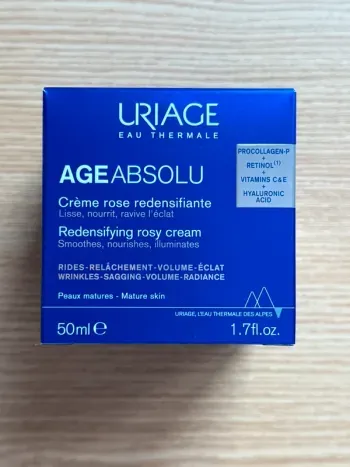 URIAGE
EAU THERMALE
PROCOLLAGEN-P
+
RETINOL(1)
+
VITAMINS C&E
+
HYALURONIC
ACID
AGE ABSOLU
Crème rose redensifiante
Lisse, nourrit, ravive l'éclat
Redensifying rosy cream
Smoothes, nourishes, illuminates
RIDES-RELÂCHEMENT-VOLUME-ÉCLAT
WRINKLES-SAGGING-VOLUME-RADIANCE
Peaux matures - Mature skin
URIAGE, L'EAU THERMALE DES ALPES
50ml e
1.7fl.oz.